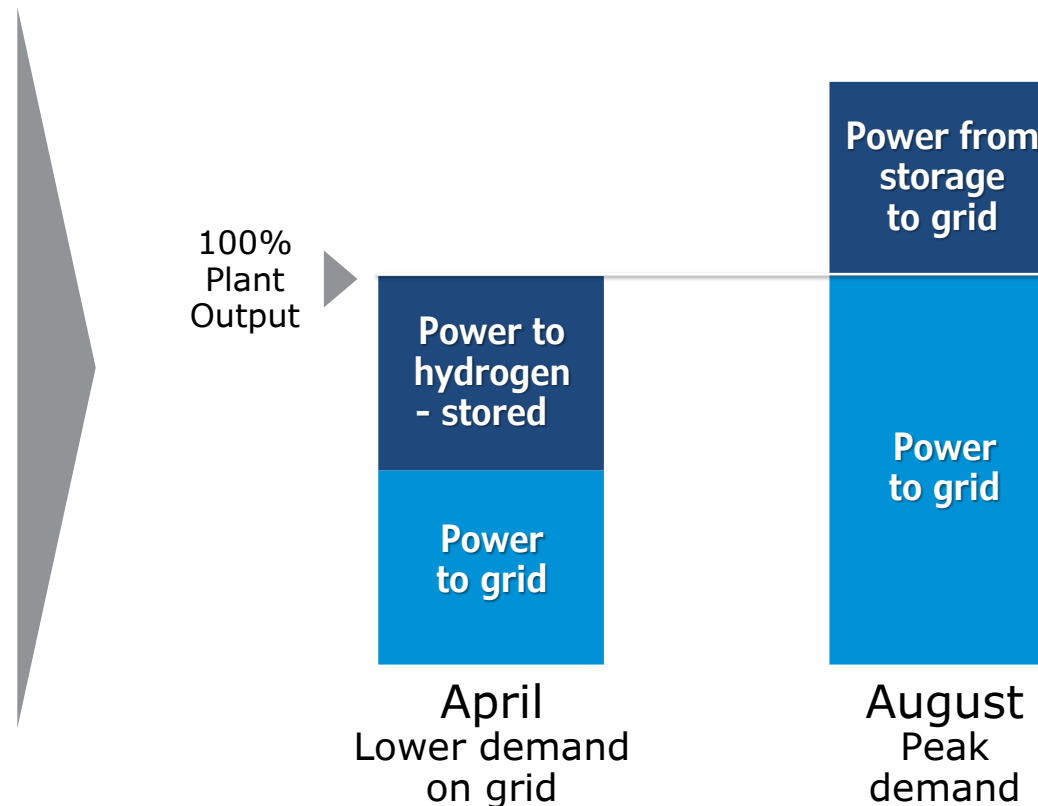 100%
Plant
Output
Power to
hydrogen
- stored
Power
to grid
April
Lower demand
on grid
Power from
storage
to grid
Power
to grid
August
Peak
demand